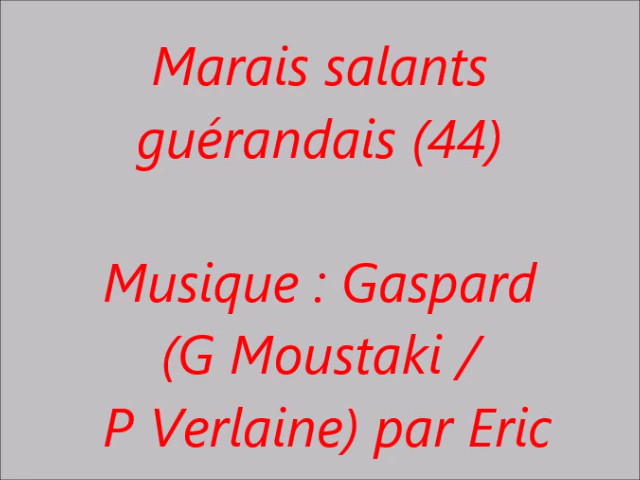 Marais salants
guérandais (44)
Musique : Gaspard
(G Moustaki /
P Verlaine) par Eric